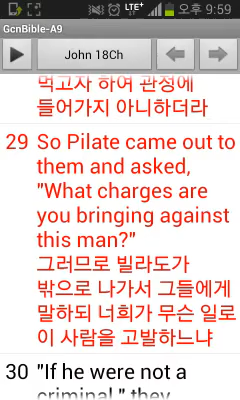 LTE 오후 9:59
GcnBible-A9
John 18Ch
먹고자 하여 관정에
들어가지 아니하더라
29 So Pilate came out to
them and asked,
"What charges are
you bringing against
this man?"
그러므로 빌라도가
밖으로 나가서 그들에게
말하되 너희가 무슨 일로
이 사람을 고발하느냐
30 "If he were not a
criminal," they